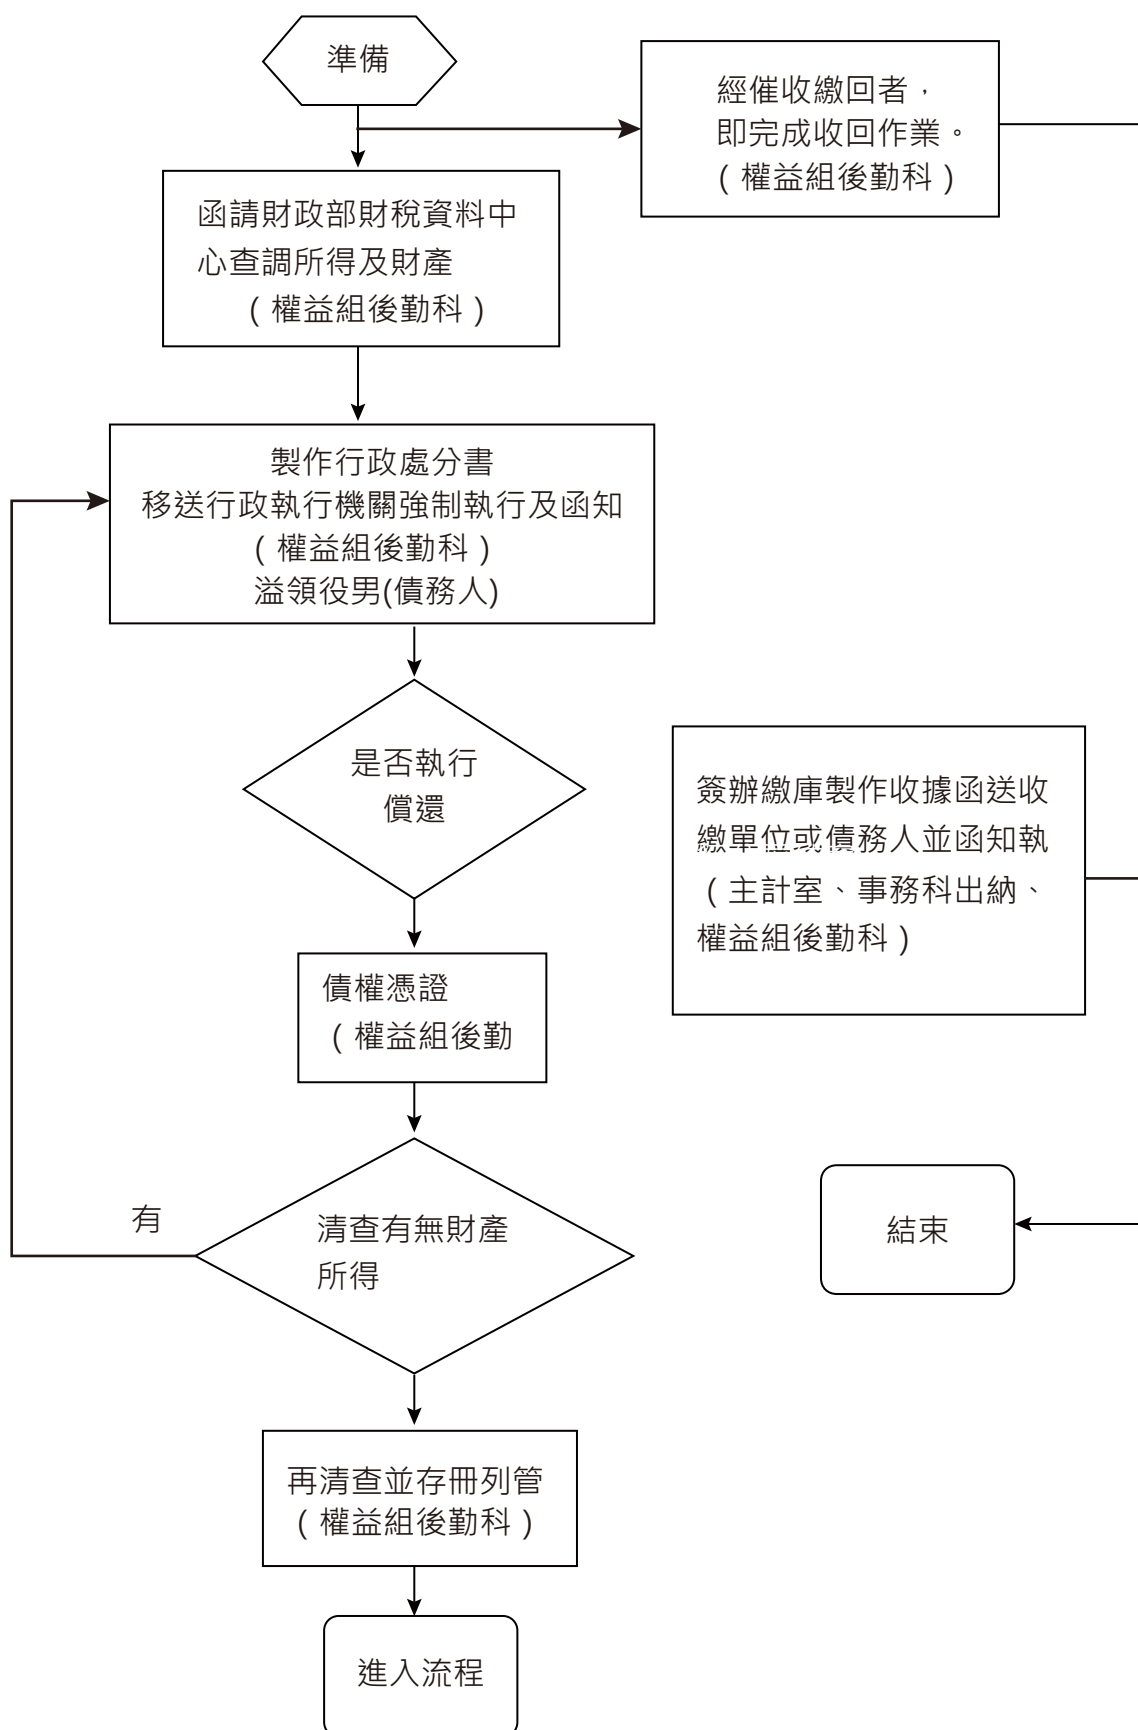 準備
經催收繳回者，
即完成收回作業。
(權益組後勤科)
函請財政部財稅資料中
心查調所得及財產
(權益組後勤科)
製作行政處分書
移送行政執行機關強制執行及函知
(權益組後勤科)
溢領役男(債務人)
是否執行
償還
簽辦繳庫製作收據函送收
繳單位或債務人並函知執
(主計室、事務科出納、
權益組後勤科)
債權憑證
(權益組後勤
有
清查有無財產
所得
結束
再清查並存冊列管
(權益組後勤科)
進入流程